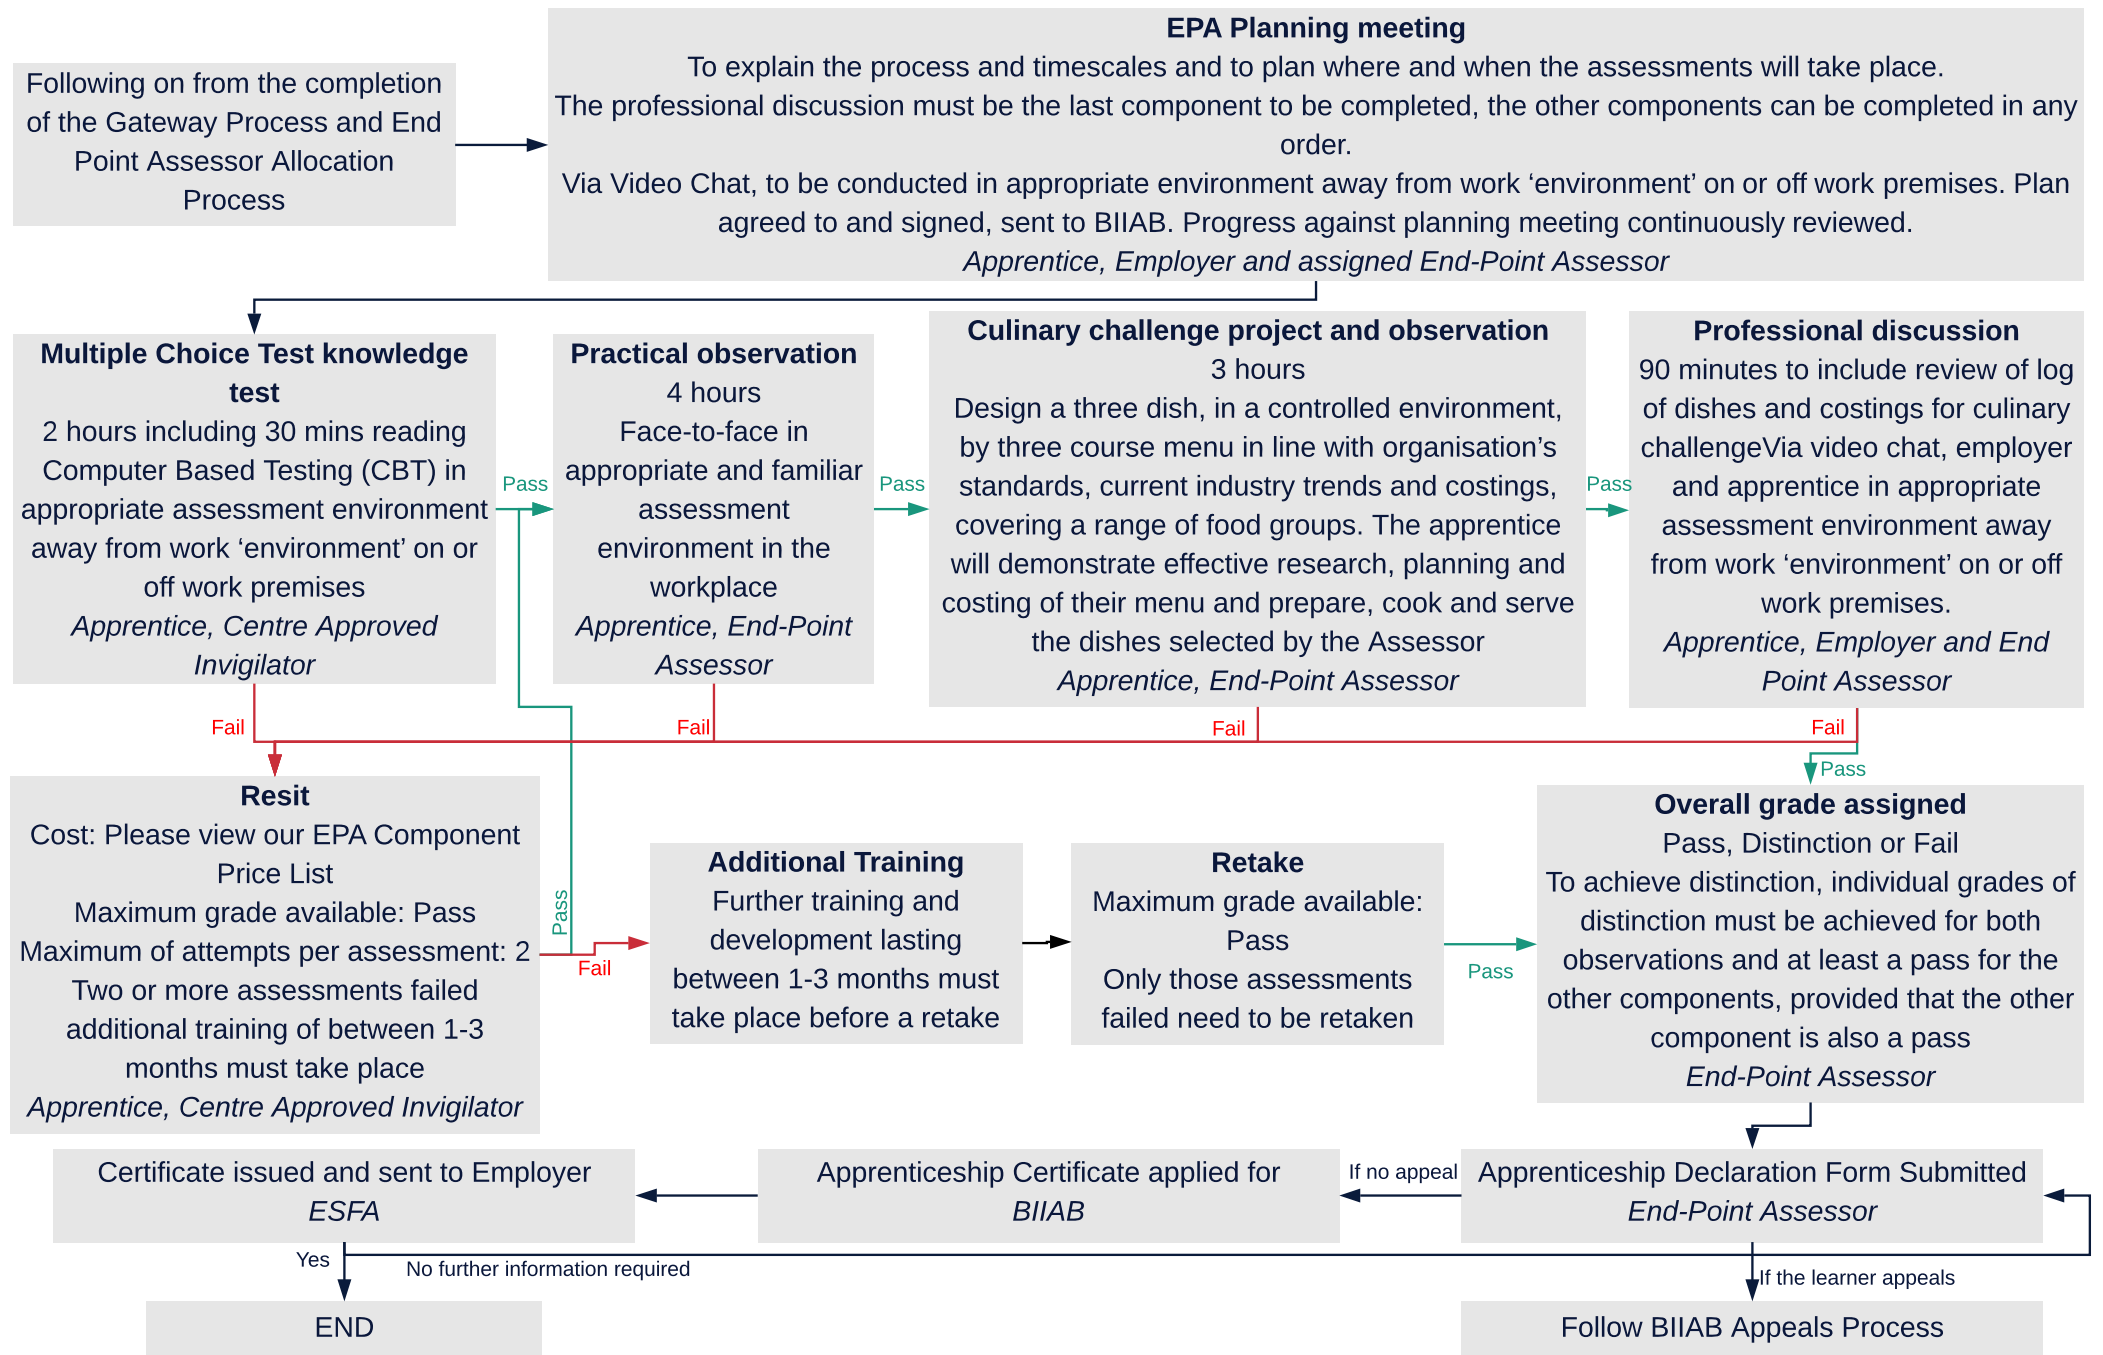 Following on from the completion
of the Gateway Process and End
Point Assessor Allocation
Process
EPA Planning meeting
To explain the process and timescales and to plan where and when the assessments will take place.
The professional discussion must be the last component to be completed, the other components can be completed in any
order.
Via Video Chat, to be conducted in appropriate environment away from work ‘environment’ on or off work premises. Plan
agreed to and signed, sent to BIIAB. Progress against planning meeting continuously reviewed.
Apprentice, Employer and assigned End-Point Assessor
Multiple Choice Test knowledge
test
2 hours including 30 mins reading
Computer Based Testing (CBT) in
appropriate assessment environment
away from work ‘environment’ on or
off work premises
Apprentice, Centre Approved
Invigilator
Pass
Practical observation
4 hours
Face-to-face in
appropriate and familiar
assessment
environment in the
workplace
Apprentice, End-Point
Assessor
Pass
Culinary challenge project and observation
3 hours
Design a three dish, in a controlled environment,
by three course menu in line with organisation’s
standards, current industry trends and costings,
covering a range of food groups. The apprentice
will demonstrate effective research, planning and
costing of their menu and prepare, cook and serve
the dishes selected by the Assessor
Apprentice, End-Point Assessor
Pass
Professional discussion
90 minutes to include review of log
of dishes and costings for culinary
challengeVia video chat, employer
and apprentice in appropriate
assessment environment away
from work ‘environment’ on or off
work premises.
Apprentice, Employer and End
Point Assessor
Fail
Fail
Fail
Fail
Pass
Resit
Cost: Please view our EPA Component
Price List
Maximum grade available: Pass
Maximum of attempts per assessment: 2
Two or more assessments failed
additional training of between 1-3
months must take place
Apprentice, Centre Approved Invigilator
Pass
Fail
Additional Training
Further training and
development lasting
between 1-3 months must
take place before a retake
Retake
Maximum grade available:
Pass
Only those assessments
failed need to be retaken
Pass
Overall grade assigned
Pass, Distinction or Fail
To achieve distinction, individual grades of
distinction must be achieved for both
observations and at least a pass for the
other components, provided that the other
component is also a pass
End-Point Assessor
Certificate issued and sent to Employer
ESFA
Apprenticeship Certificate applied for
BIIAB
If no appeal
Apprenticeship Declaration Form Submitted
End-Point Assessor
Yes
No further information required
If the learner appeals
END
Follow BIIAB Appeals Process